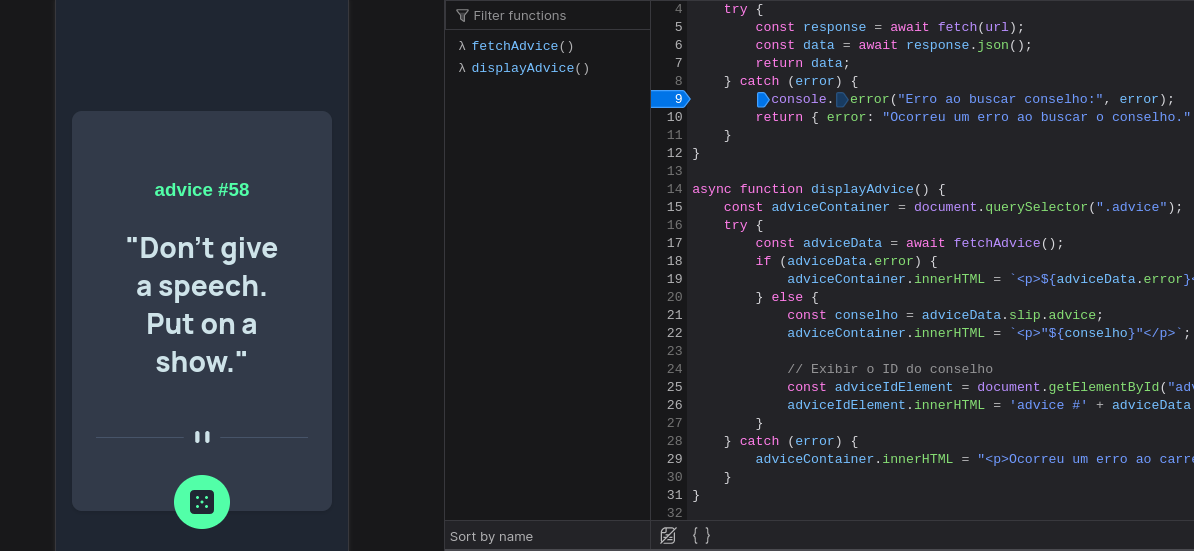 advice #58
"Don't give
a speech.
Put on a
show."
Filter functions
λ fetchAdvice()
λ displayAdvice()
Sort by name
4     try {
5         const response = await fetch(url);
6         const data = await response.json();
7         return data;
8     } catch (error) {
9         console.error("Erro ao buscar conselho:", error);
10         return { error: "Ocorreu um erro ao buscar o conselho."
11     }
12 }
13
14 async function displayAdvice() {
15     const adviceContainer = document.querySelector(".advice");
16     try {
17         const adviceData = await fetchAdvice();
18         if (adviceData.error) {
19             adviceContainer.innerHTML = `<p>${adviceData.error}<
20         } else {
21             const conselho = adviceData.slip.advice;
22             adviceContainer.innerHTML = `<p>"${conselho}"</p>`;
23
24             // Exibir o ID do conselho
25             const adviceIdElement = document.getElementById("adv
26             adviceIdElement.innerHTML = 'advice #' + adviceData
27         }
28     } catch (error) {
29         adviceContainer.innerHTML = "<p>Ocorreu um erro ao carre
30     }
31 }
32
{ }